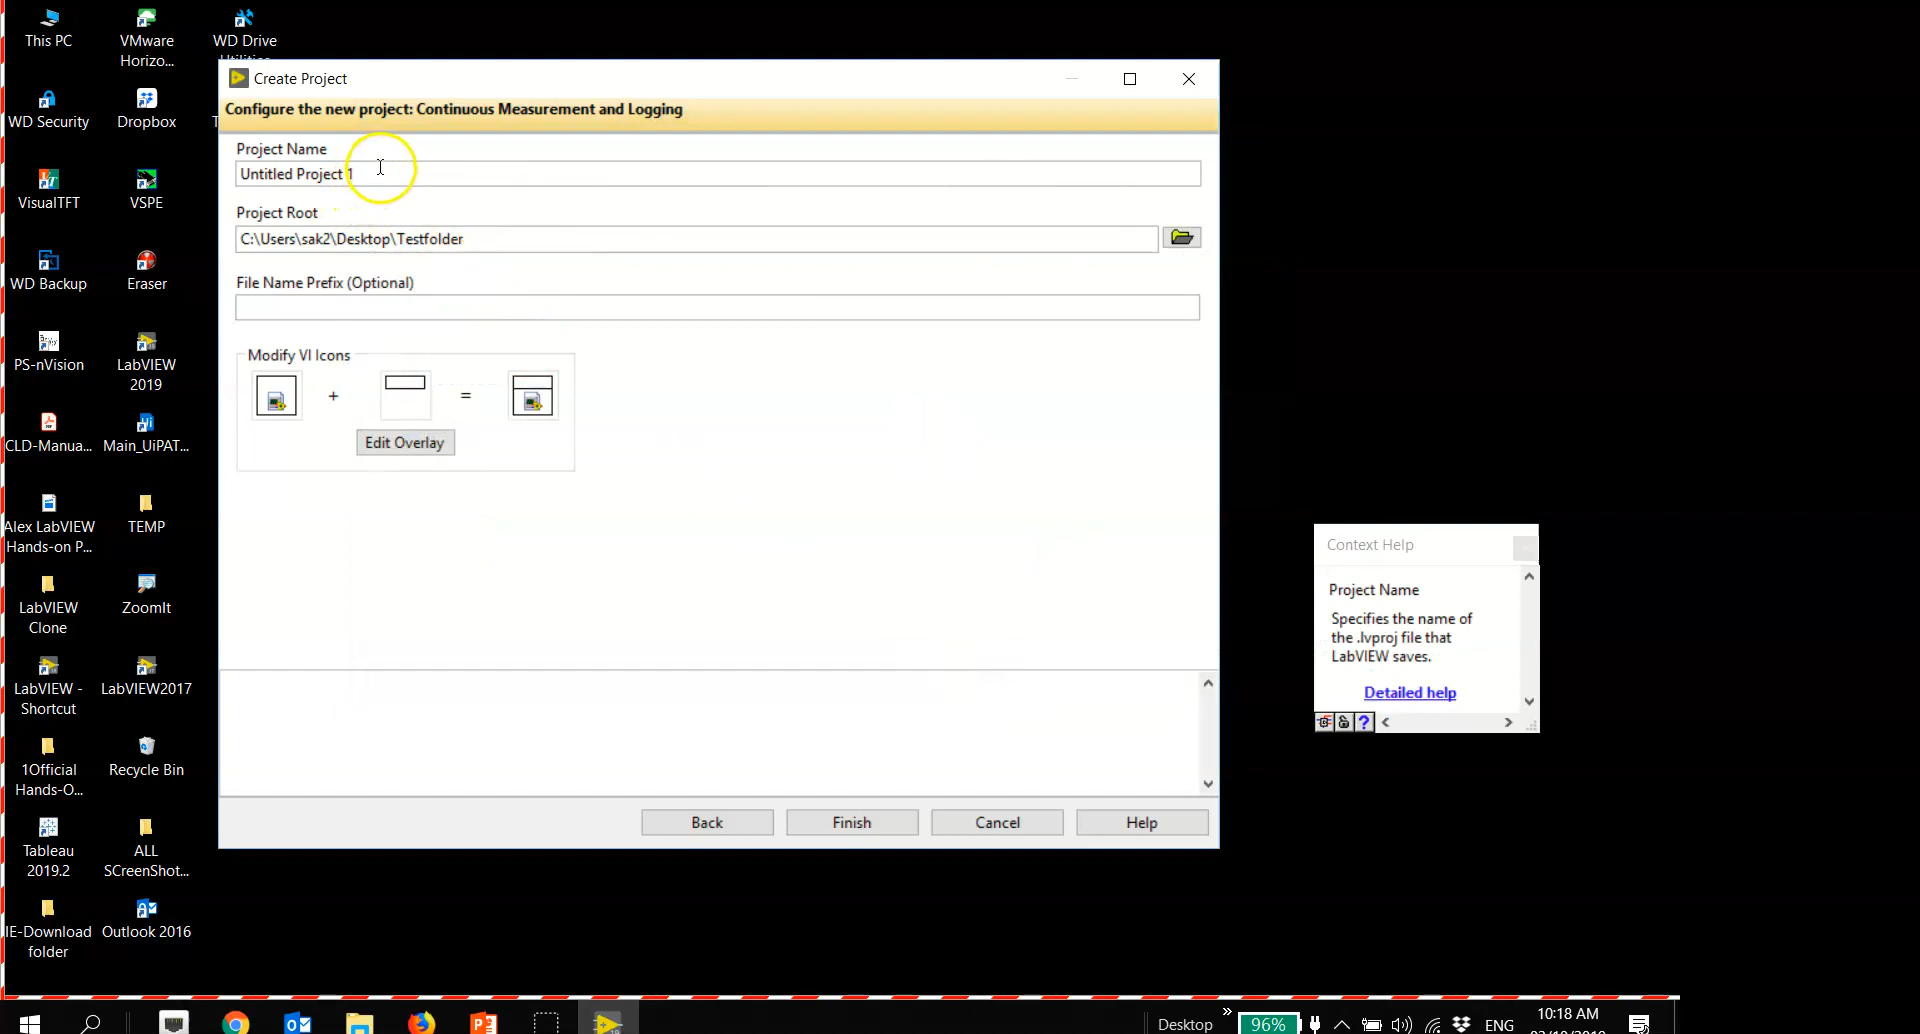 This PC
VMware
Horizo...
WD Drive
WD Security
Dropbox
VisualTFT
VSPE
WD Backup
Eraser
PS-nVision
LabVIEW
2019
CLD-Manua...
Main_UiPAT...
Alex LabVIEW
Hands-on P...
TEMP
LabVIEW
Clone
ZoomIt
LabVIEW -
Shortcut
LabVIEW2017
1Official
Hands-O...
Recycle Bin
Tableau
2019.2
ALL
SCreenShot...
IE-Download
folder
Outlook 2016
Create Project
Configure the new project: Continuous Measurement and Logging
Project Name
Untitled Project 1
Project Root
C:\Users\sak2\Desktop\Testfolder
File Name Prefix (Optional)
Modify VI Icons
+
=
Edit Overlay
Back
Finish
Cancel
Help
Context Help
Project Name
Specifies the name of
the .lvproj file that
LabVIEW saves.
Detailed help
?
Desktop
96%
ENG
10:18 AM